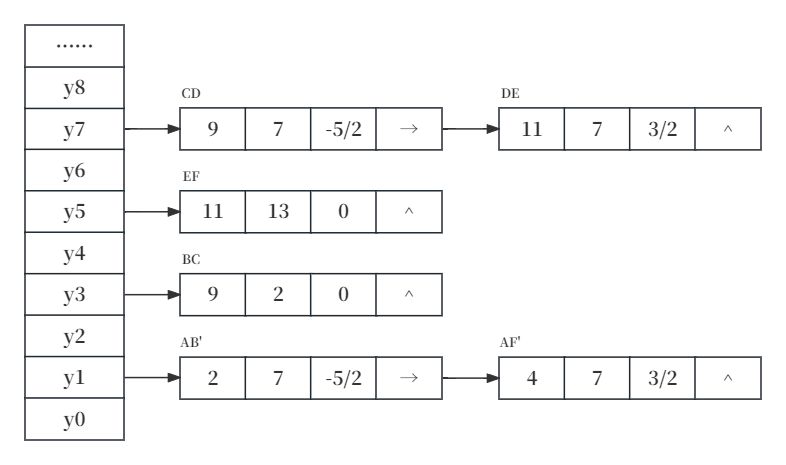 ……
y8
CD
DE
y7 9 7 -5/2 → 11 7 3/2 ^
y6
EF
y5 11 13 0 ^
y4
BC
y3 9 2 0 ^
y2
AB' AF'
y1 2 7 -5/2 → 4 7 3/2 ^
y0